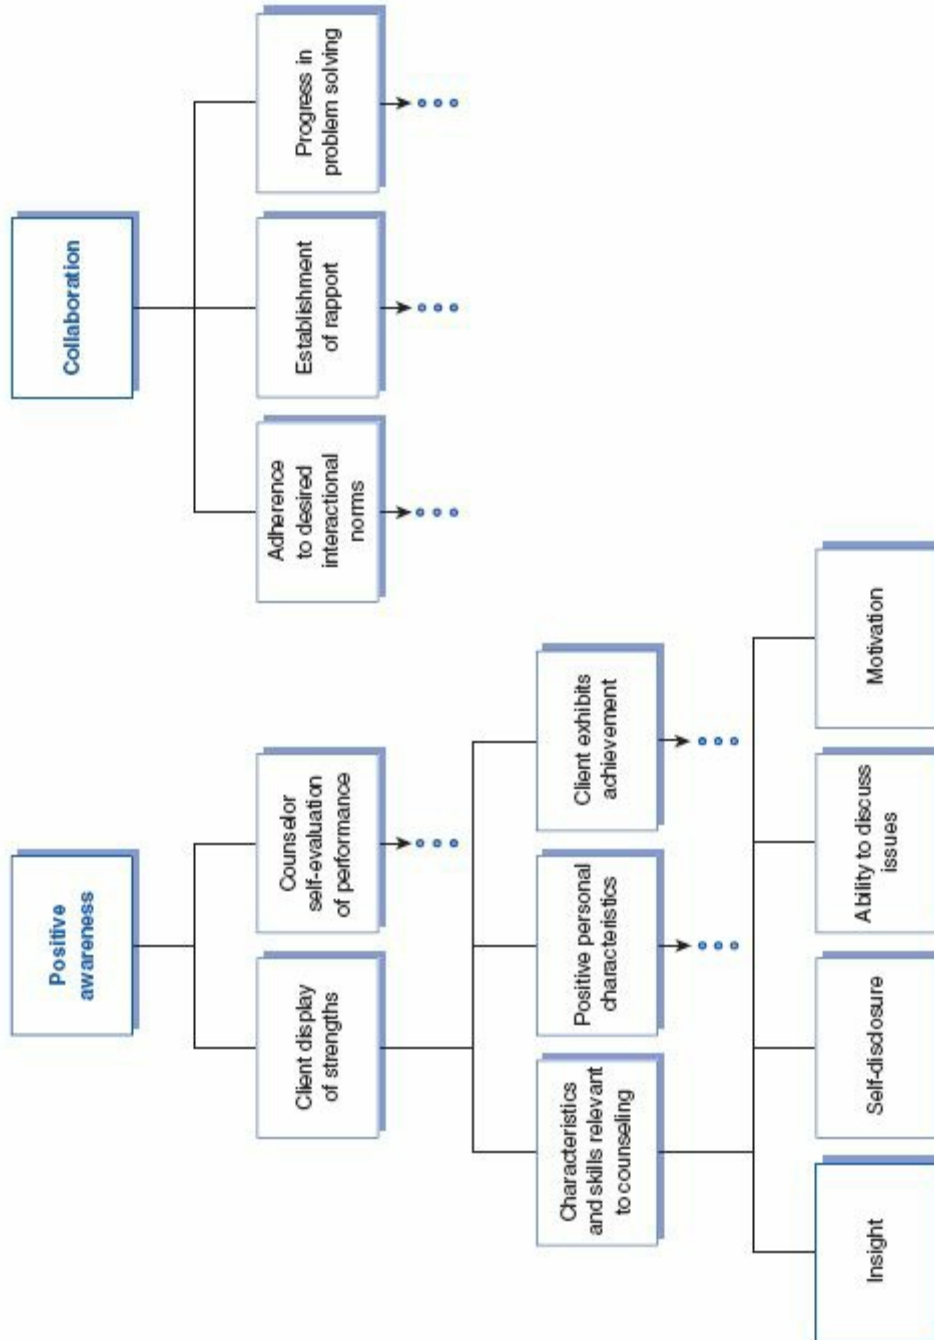 Positive
awareness
Collaboration
Client display
of strengths
Counselor
self-evaluation
of performance
Adherence
to desired
interactional
norms
Establishment
of rapport
Progress in
problem solving
Characteristics
and skills relevant
to counseling
Positive personal
characteristics
Client exhibits
achievement
Insight
Self-disclosure
Ability to discuss
issues
Motivation